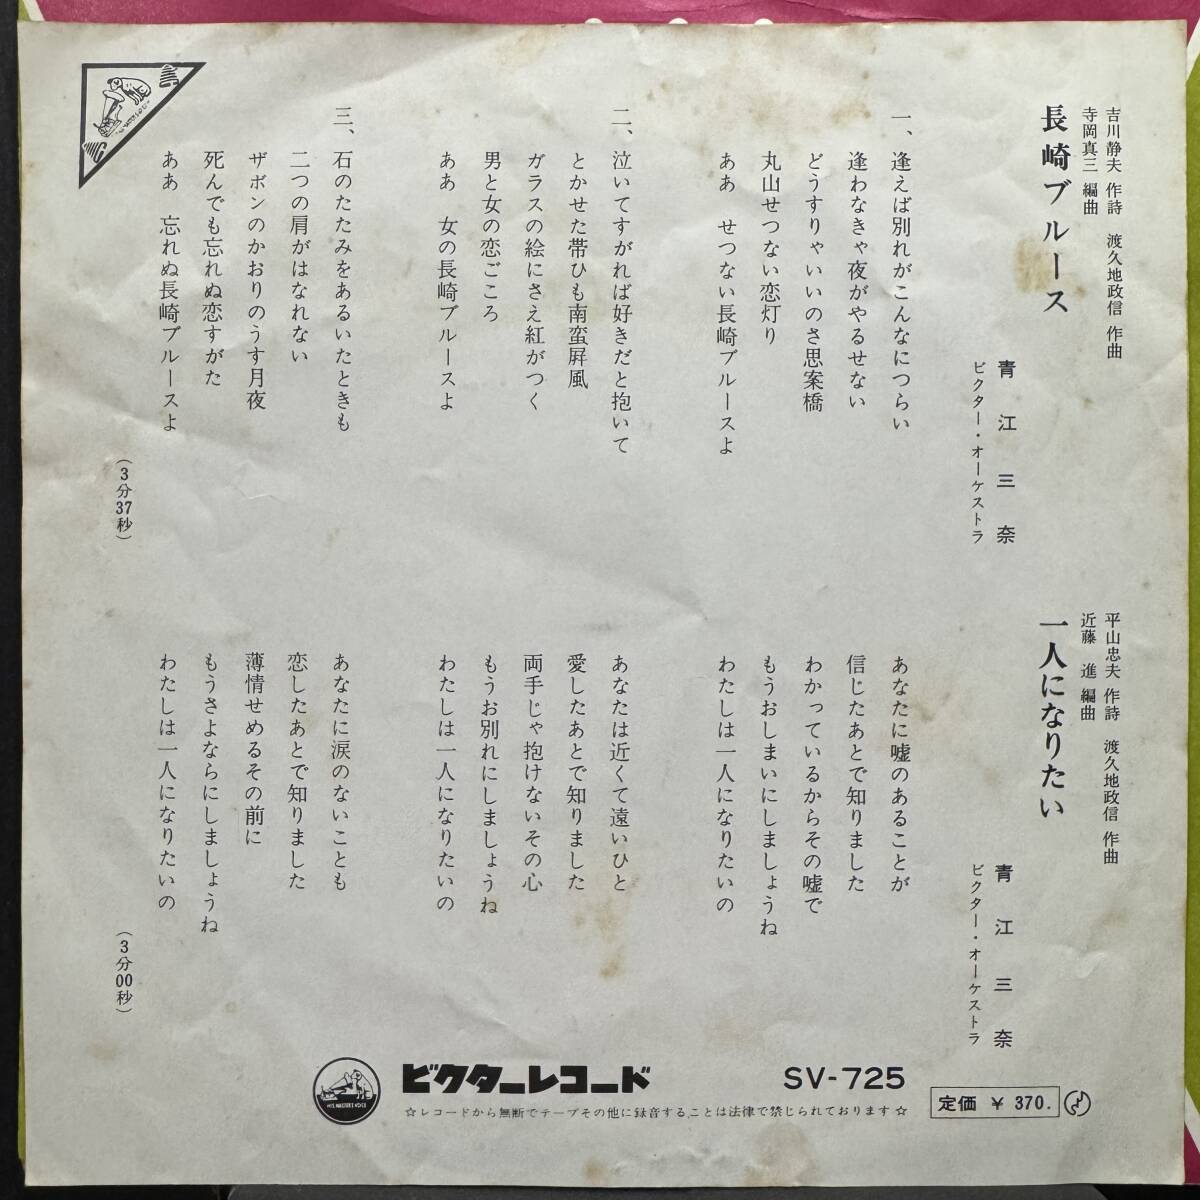 吉川静夫 作詩 渡久地政信 作曲
寺岡真三 編曲
長崎ブルース
青江三奈
ビクター・オーケストラ
一、逢えば別れがこんなにつらい
逢わなきゃ夜がやるせない
どうすりゃいいのさ思案橋
丸山せつない恋灯り
ああ せつない長崎ブルースよ
二、泣いてすがれば好きだと抱いて
とかせた帯ひも南蛮屛風
ガラスの絵にさえ紅がつく
男と女の恋ごころ
ああ 女の長崎ブルースよ
三、石のたたみをあるいたときも
二つの肩がはなれない
ザボンのかおりのうす月夜
死んでも忘れぬ恋すがた
ああ 忘れぬ長崎ブルースよ
(3分37秒)
平山忠夫 作詩 渡久地政信 作曲
近藤 進 編曲
一人になりたい
青江三奈
ビクター・オーケストラ
あなたに嘘のあることが
信じたあとで知りました
わかっているからその嘘で
もうおしまいにしましょうね
わたしは一人になりたいの
あなたは近くて遠いひと
愛したあとで知りました
両手じゃ抱けないその心
もうお別れにしましょうね
わたしは一人になりたいの
あなたに涙のないことも
恋したあとで知りました
薄情せめるその前に
もうさよならにしましょうね
わたしは一人になりたいの
(3分00秒)
HIS MASTER'S VOICE
ビクターレコード
SV-725
☆レコードから無断でテープその他に録音することは法律で禁じられております☆
定価 ¥ 370.